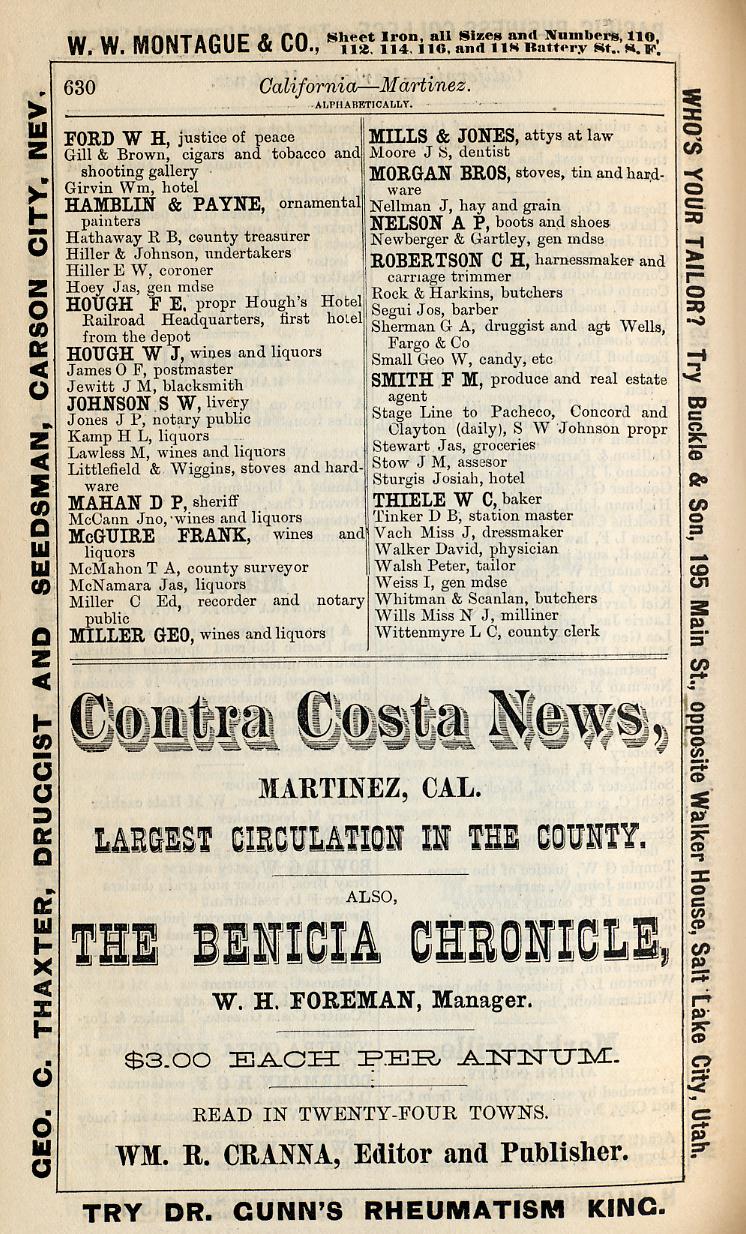 W. W. MONTAGUE & CO., Sheet Iron, all Sizes and Numbers, 110, 112, 114, 116, and 118 Battery St., S. F.
630 California—Martinez.
ALPHABETICALLY.
FORD W H, justice of peace
Gill & Brown, cigars and tobacco and
shooting gallery
Girvin Wm, hotel
HAMBLIN & PAYNE, ornamental
painters
Hathaway R B, county treasurer
Hiller & Johnson, undertakers
Hiller E W, coroner
Hoey Jas, gen mdse
HOUGH F E, propr Hough's Hotel
Railroad Headquarters, first hotel
from the depot
HOUGH W J, wines and liquors
James O F, postmaster
Jewitt J M, blacksmith
JOHNSON S W, livery
Jones J P, notary public
Kamp H L, liquors
Lawless M, wines and liquors
Littlefield & Wiggins, stoves and hard-
ware
MAHAN D P, sheriff
McCann Jno, wines and liquors
McGUIRE FRANK, wines and
liquors
McMahon T A, county surveyor
McNamara Jas, liquors
Miller C Ed, recorder and notary
public
MILLER GEO, wines and liquors
MILLS & JONES, attys at law
Moore J S, dentist
MORGAN BROS, stoves, tin and hard-
ware
Nellman J, hay and grain
NELSON A P, boots and shoes
Newberger & Gartley, gen mdse
ROBERTSON C H, harnessmaker and
carriage trimmer
Rock & Harkins, butchers
Segui Jos, barber
Sherman G A, druggist and agt Wells,
Fargo & Co
Small Geo W, candy, etc
SMITH F M, produce and real estate
agent
Stage Line to Pacheco, Concord and
Clayton (daily), S W Johnson propr
Stewart Jas, groceries
Stow J M, assesor
Sturgis Josiah, hotel
THIELE W C, baker
Tinker D B, station master
Vach Miss J, dressmaker
Walker David, physician
Walsh Peter, tailor
Weiss I, gen mdse
Whitman & Scanlan, butchers
Wills Miss N J, milliner
Wittenmyre L C, county clerk
Contra Costa News,
MARTINEZ, CAL.
LARGEST CIRCULATION IN THE COUNTY.
ALSO,
THE BENICIA CHRONICLE,
W. H. FOREMAN, Manager.
$3.00 EACH PER ANNUM.
READ IN TWENTY-FOUR TOWNS.
WM. R. CRANNA, Editor and Publisher.
TRY DR. GUNN'S RHEUMATISM KING.
GEO. C. THAXTER, DRUGGIST AND SEEDSMAN, CARSON CITY, NEV.
WHO'S YOUR TAILOR? Try Buckle & Son, 195 Main St., opposite Walker House, Salt Lake City, Utah.